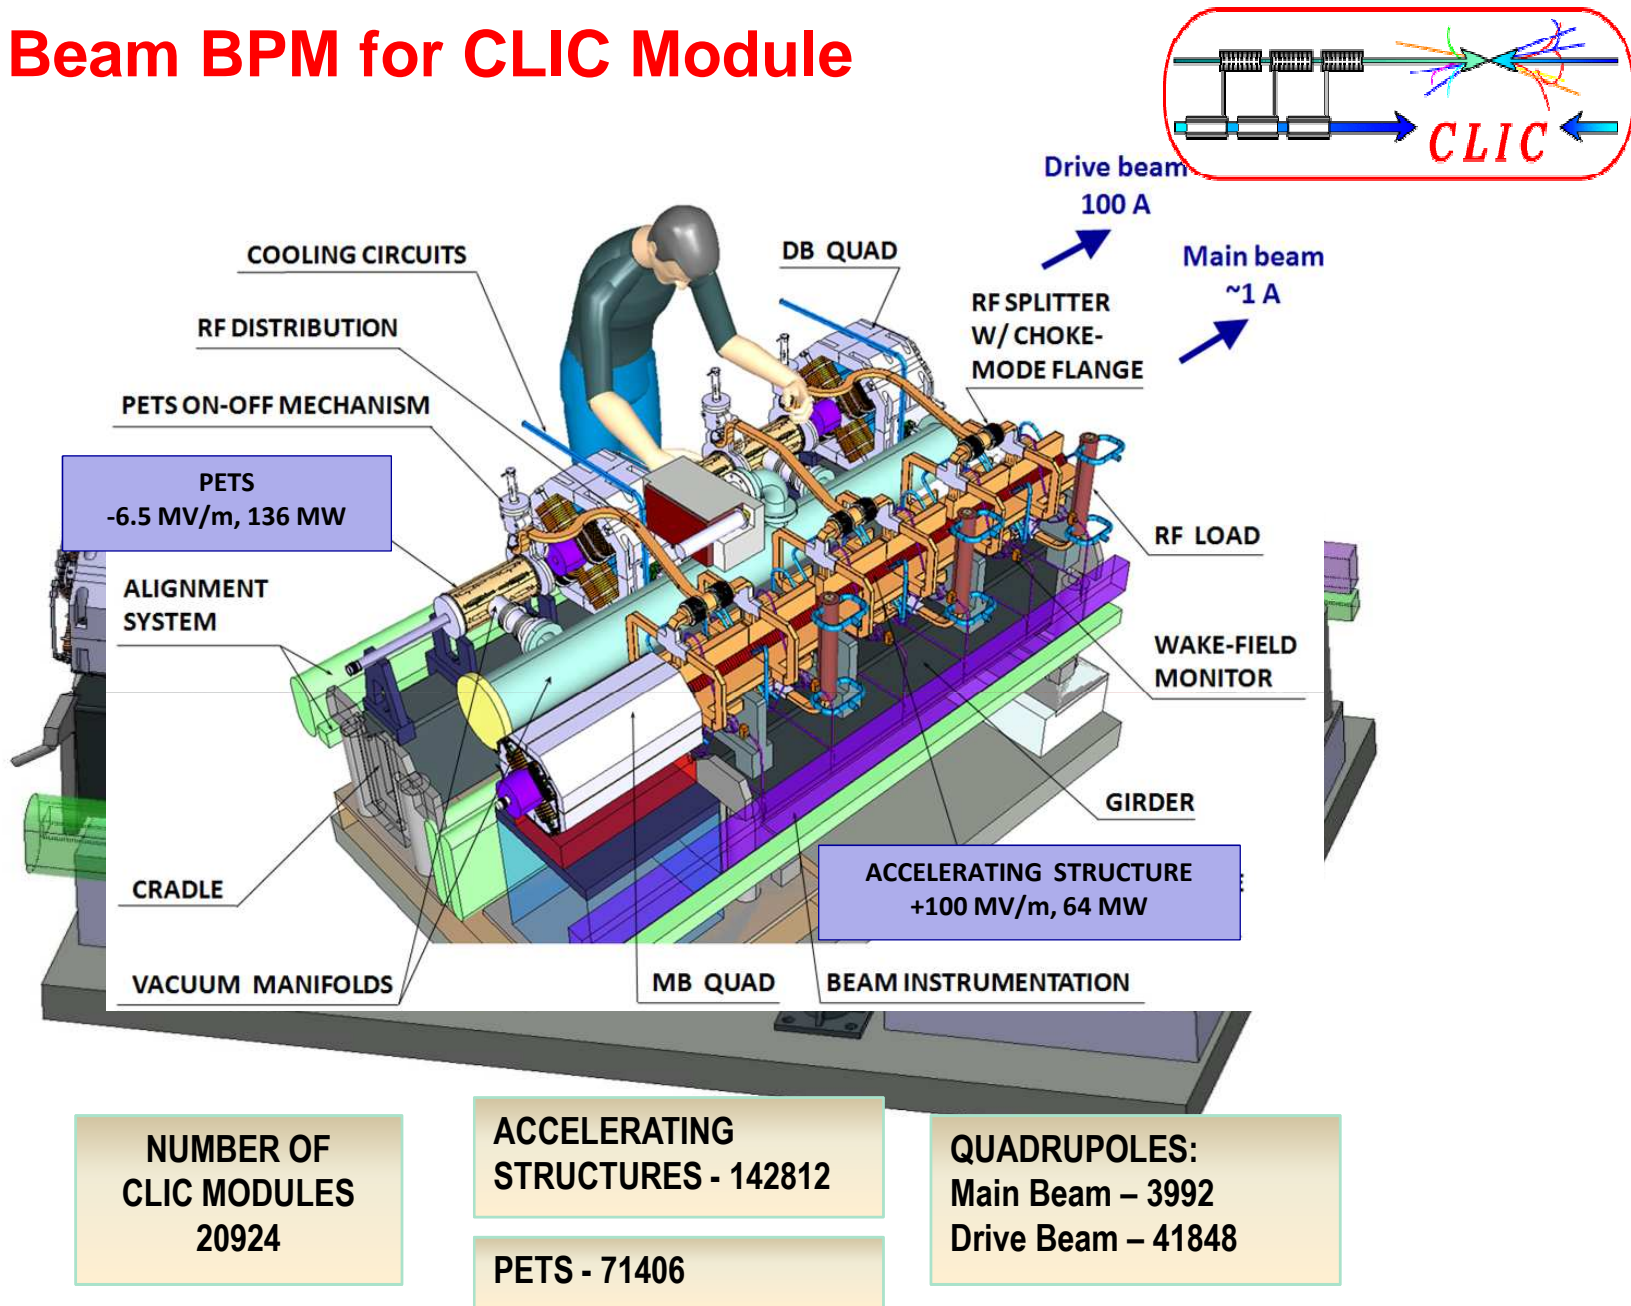 Beam BPM for CLIC Module
CLIC
Drive beam
100 A
Main beam
~1 A
COOLING CIRCUITS
DB QUAD
RF SPLITTER
W/ CHOKE-
MODE FLANGE
RF DISTRIBUTION
PETS ON-OFF MECHANISM
PETS
-6.5 MV/m, 136 MW
RF LOAD
ALIGNMENT
SYSTEM
WAKE-FIELD
MONITOR
GIRDER
ACCELERATING STRUCTURE
+100 MV/m, 64 MW
CRADLE
VACUUM MANIFOLDS
MB QUAD
BEAM INSTRUMENTATION
NUMBER OF
CLIC MODULES
20924
ACCELERATING
STRUCTURES - 142812
PETS - 71406
QUADRUPOLES:
Main Beam – 3992
Drive Beam – 41848